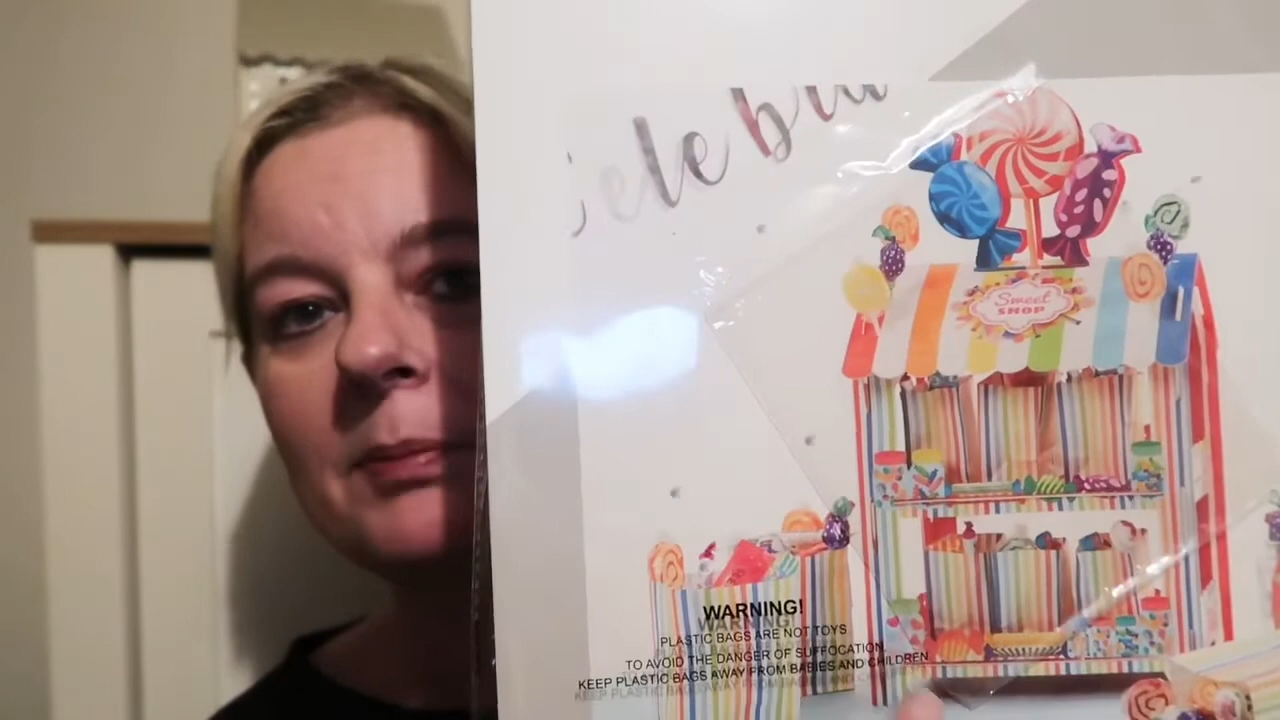 Celebra
Sweet
SHOP
WARNING!
PLASTIC BAGS ARE NOT TOYS
TO AVOID THE DANGER OF SUFFOCATION,
KEEP PLASTIC BAGS AWAY FROM BABIES AND CHILDREN